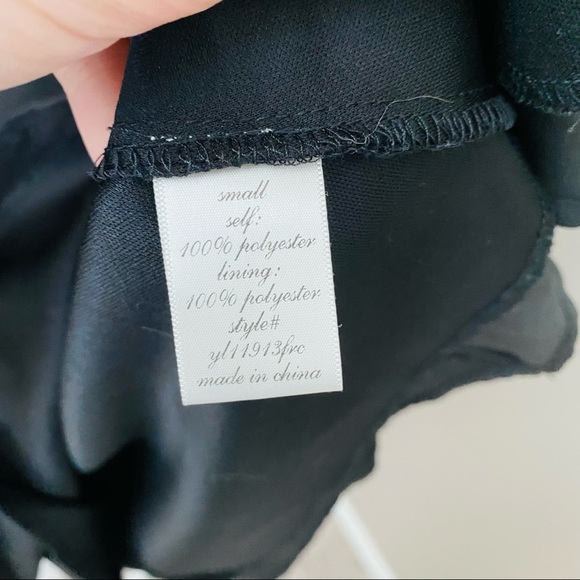 small
self:
100% polyester
lining:
100% polyester
style#
yl11913frc
made in china